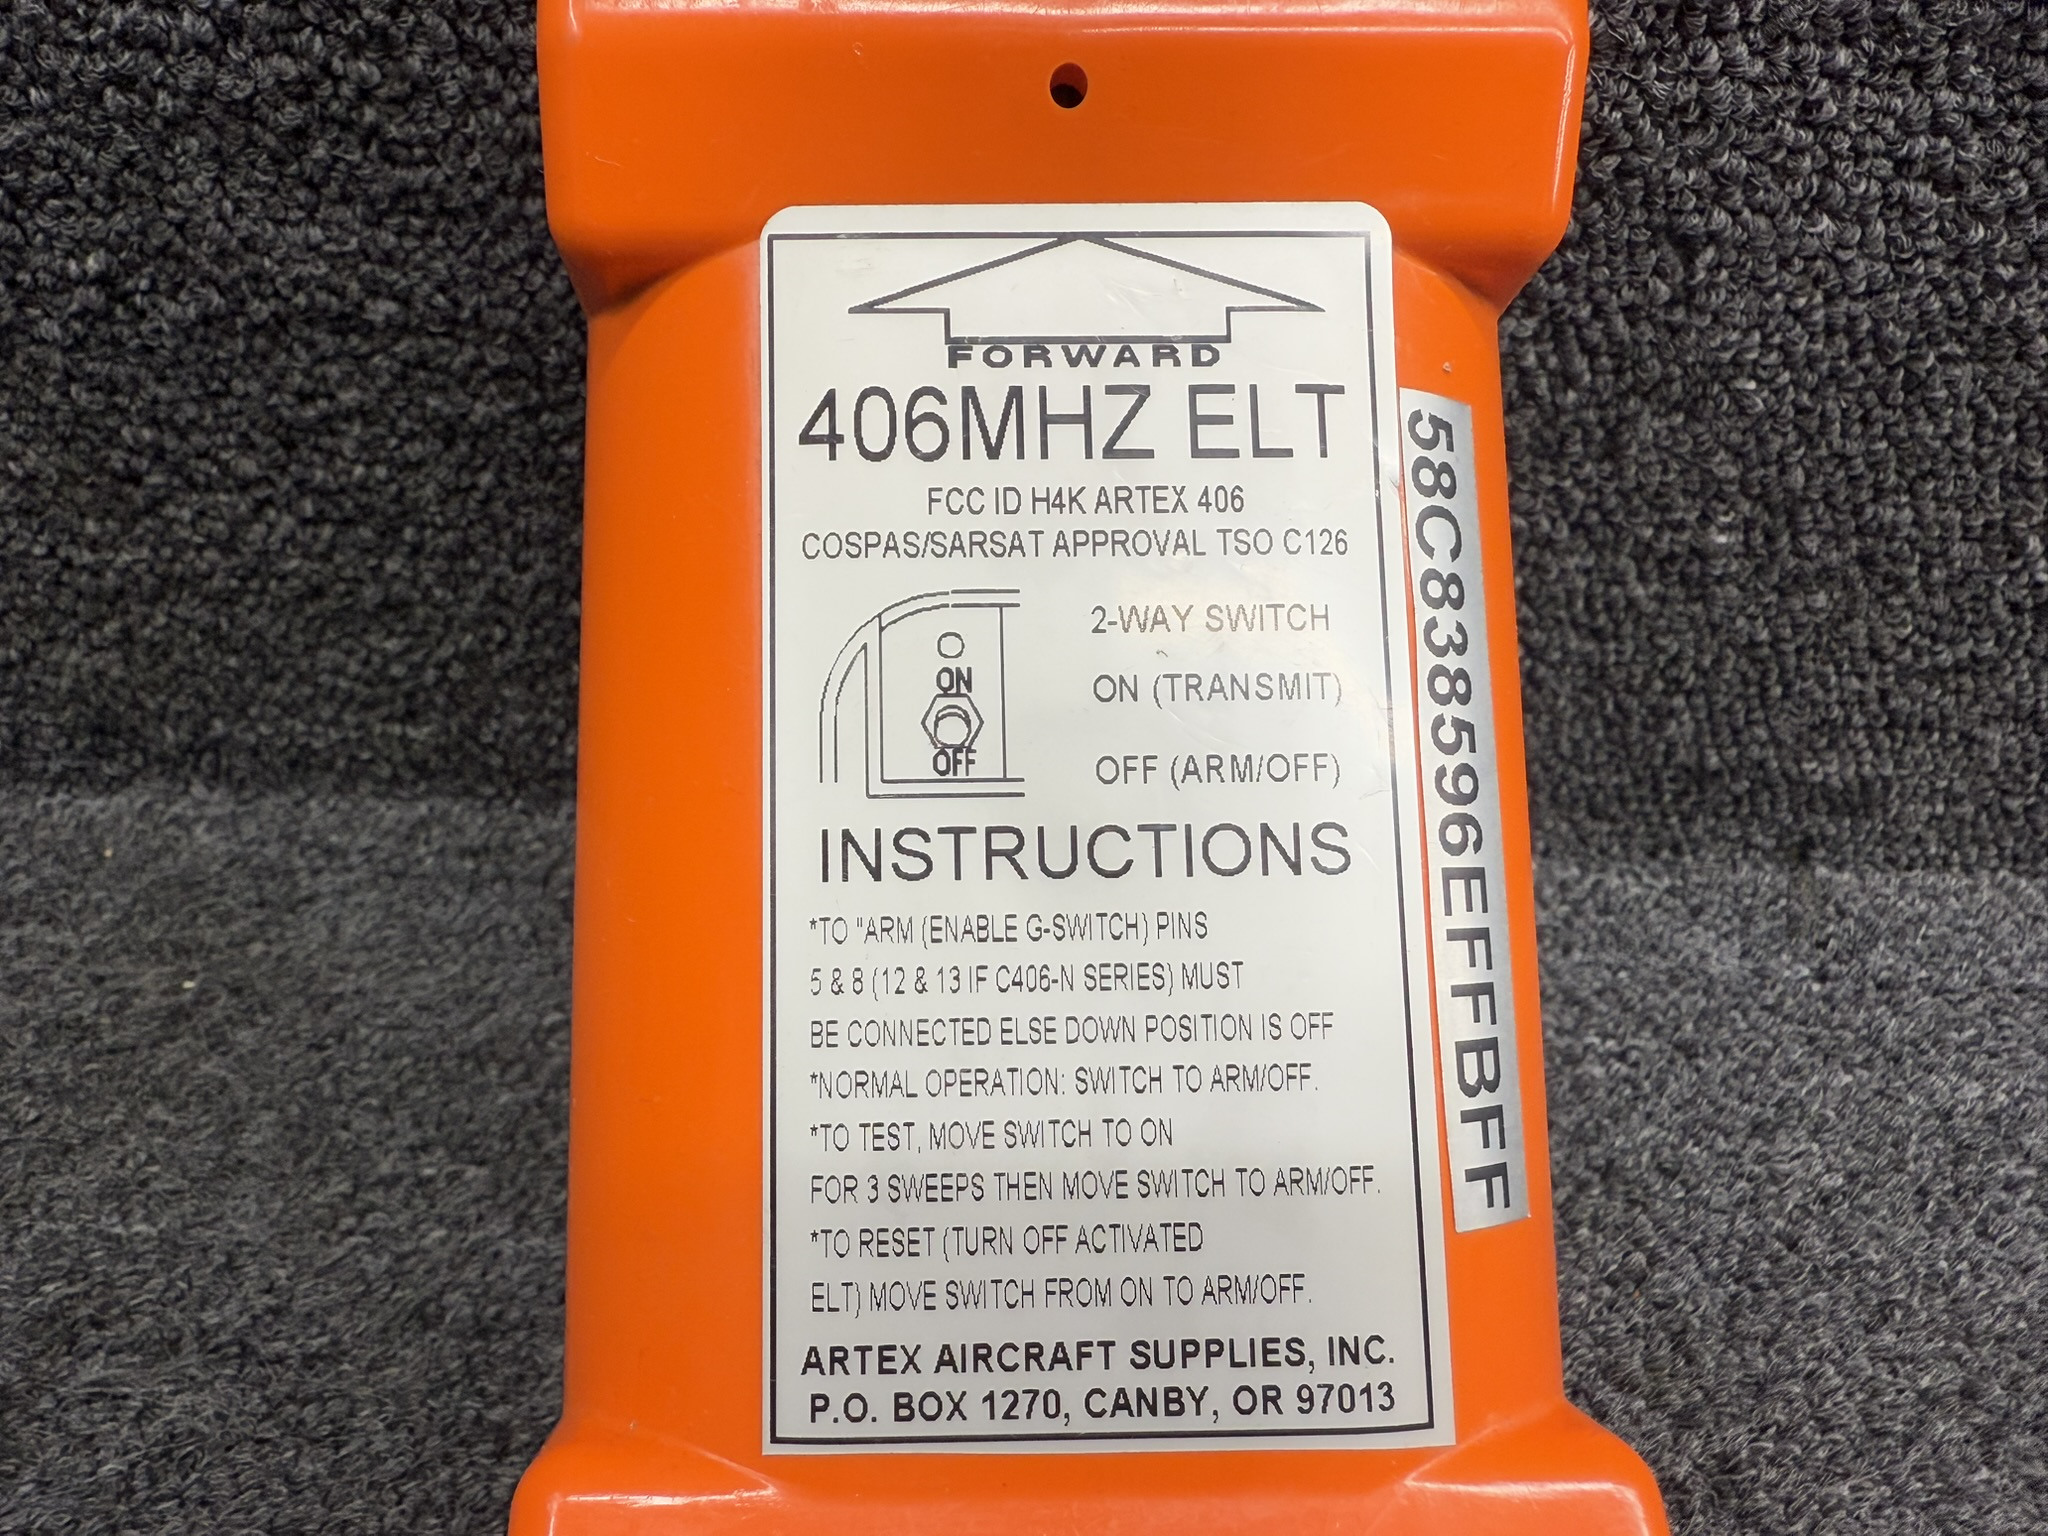 FORWARD
406MHZ ELT
FCC ID H4K ARTEX 406
COSPAS/SARSAT APPROVAL TSO C126
2-WAY SWITCH
ON
ON (TRANSMIT)
OFF
OFF (ARM/OFF)
INSTRUCTIONS
*TO "ARM (ENABLE G-SWITCH) PINS
5 & 8 (12 & 13 IF C406-N SERIES) MUST
BE CONNECTED ELSE DOWN POSITION IS OFF
*NORMAL OPERATION: SWITCH TO ARM/OFF.
*TO TEST, MOVE SWITCH TO ON
FOR 3 SWEEPS THEN MOVE SWITCH TO ARM/OFF.
*TO RESET (TURN OFF ACTIVATED
ELT) MOVE SWITCH FROM ON TO ARM/OFF.
ARTEX AIRCRAFT SUPPLIES, INC.
P.O. BOX 1270, CANBY, OR 97013
58C838596EFFBFF